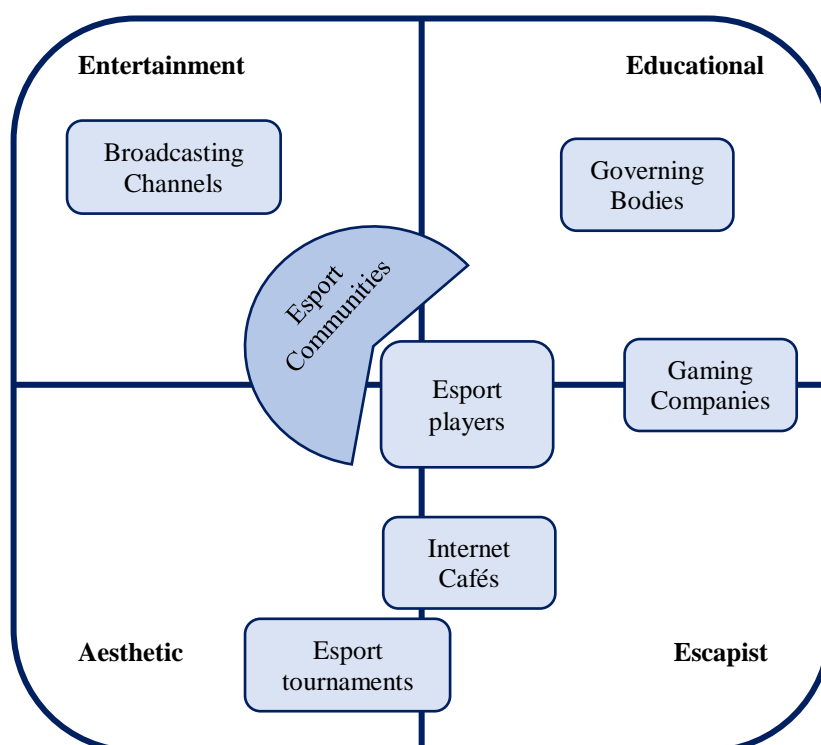 Entertainment
Educational
Broadcasting
Channels
Governing
Bodies
Esport
Communities
Gaming
Companies
Esport
players
Internet
Cafés
Aesthetic
Esport
tournaments
Escapist